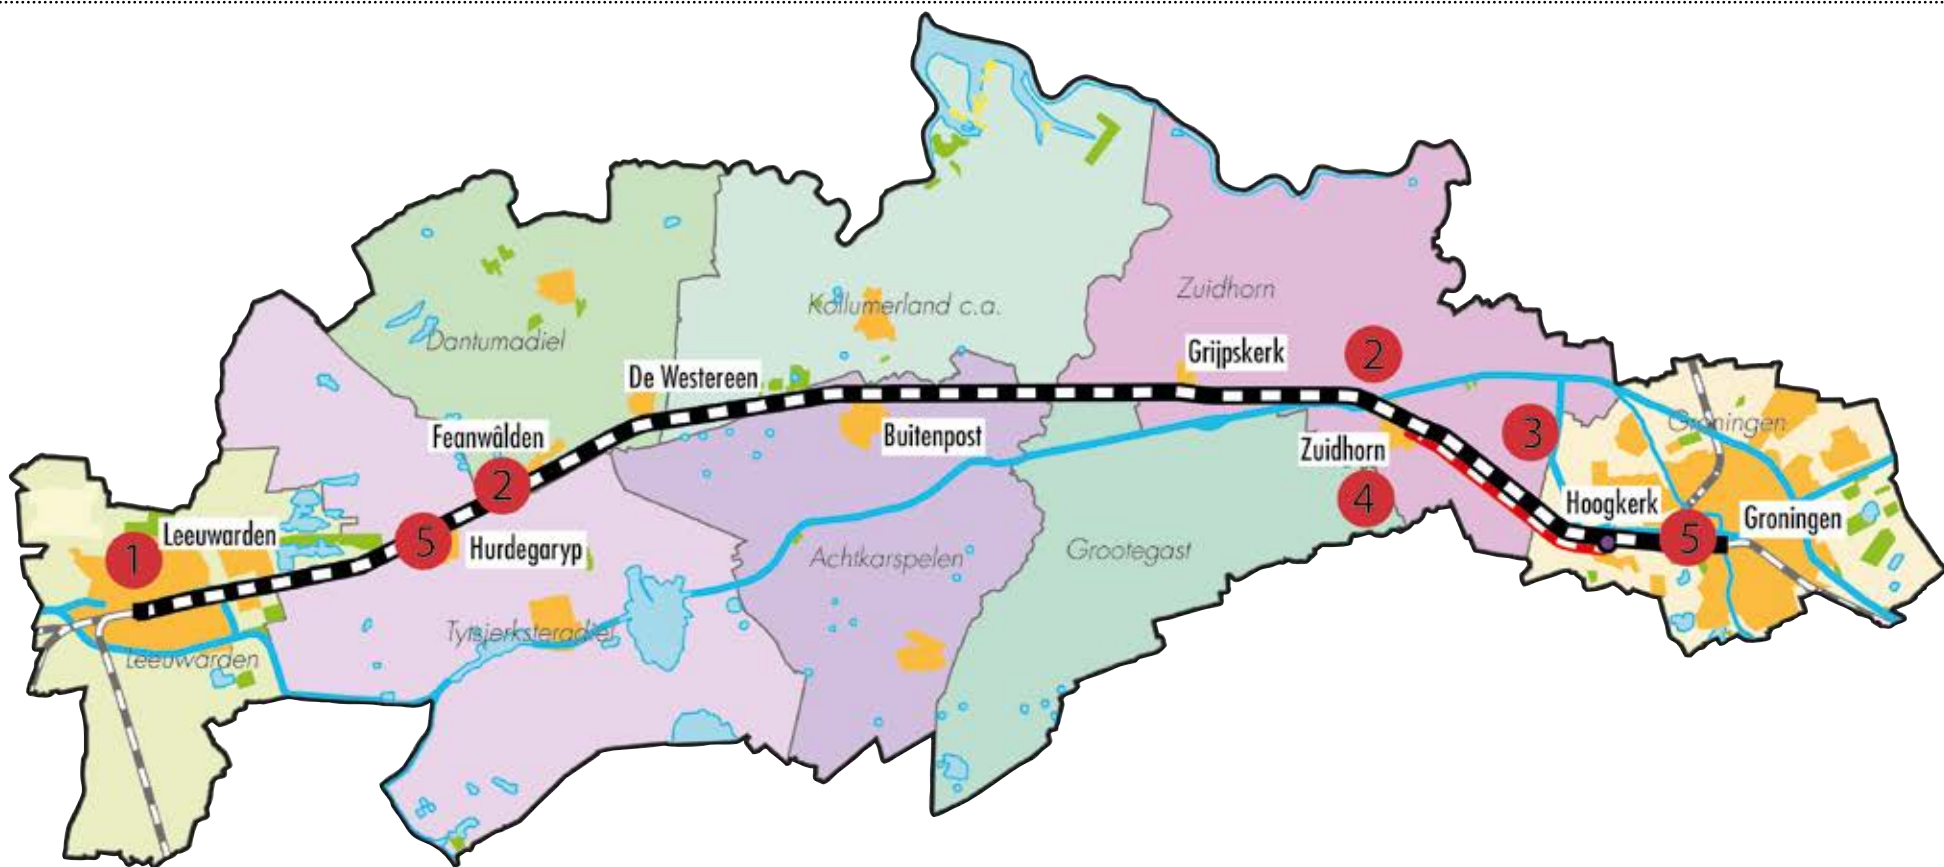 Kollumerland c.a.
Zuidhorn
Dantumadiel
Grijpskerk
2
De Westereen
Groningen
Feanwâlden
Buitenpost
Zuidhorn
3
2
4
Hoogkerk
Groningen
Leeuwarden
1
5
Hurdegaryp
Achtkarspelen
Grootegast
5
Tytsjerksteradiel
Leeuwarden